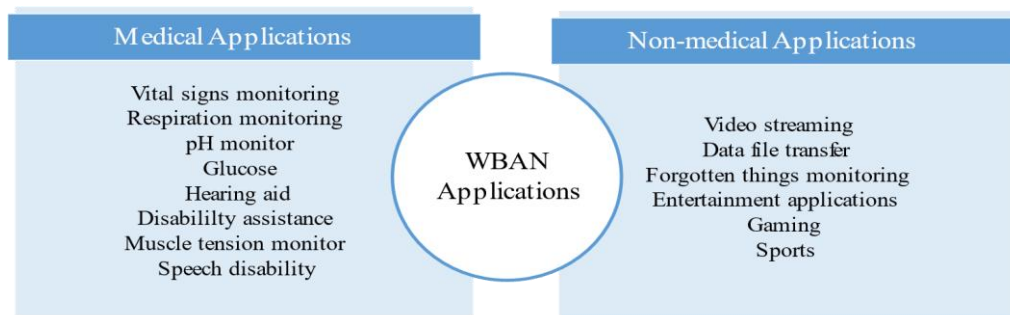 Medical Applications
Vital signs monitoring
Respiration monitoring
pH monitor
Glucose
Hearing aid
Disabililty assistance
Muscle tension monitor
Speech disability
WBAN
Applications
Non-medical Applications
Video streaming
Data file transfer
Forgotten things monitoring
Entertainment applications
Gaming
Sports